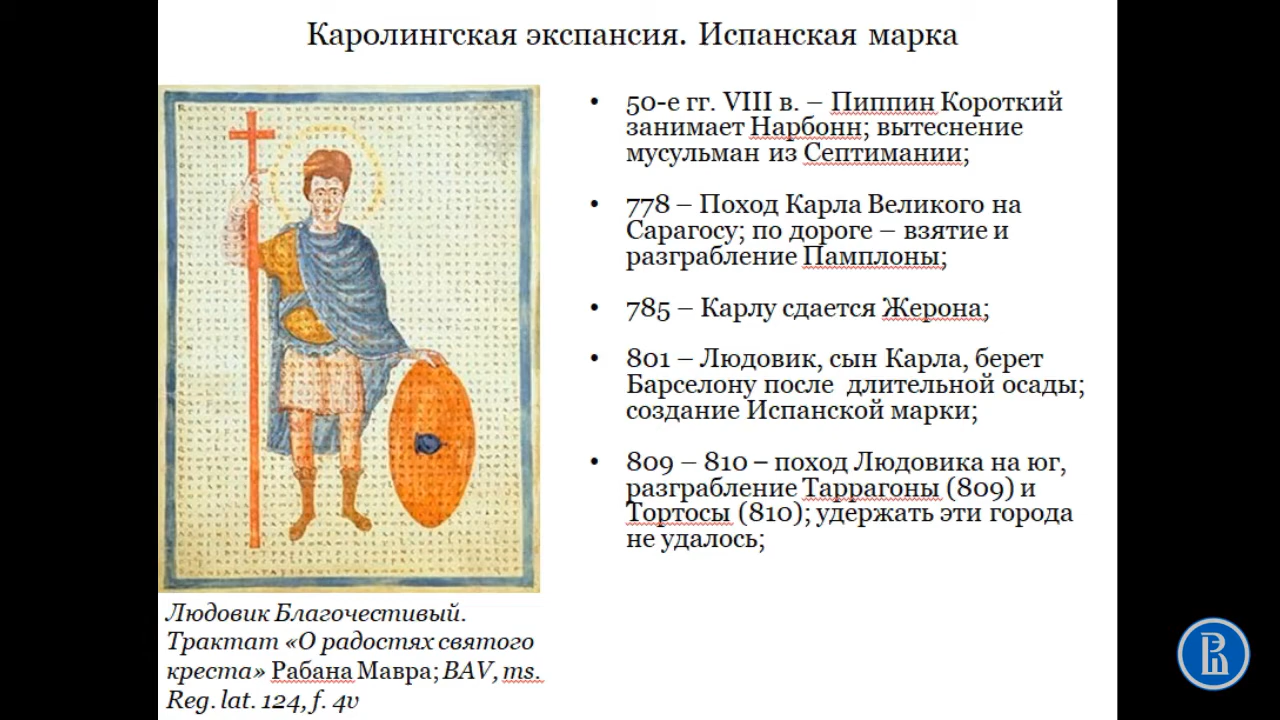 Каролингская экспансия. Испанская марка
• 50-е гг. VIII в. – Пиппин Короткий
занимает Нарбонн; вытеснение
мусульман из Септимании;
• 778 – Поход Карла Великого на
Сарагосу; по дороге – взятие и
разграбление Памплоны;
• 785 – Карлу сдается Жерона;
• 801 – Людовик, сын Карла, берет
Барселону после длительной осады;
создание Испанской марки;
• 809 – 810 – поход Людовика на юг,
разграбление Таррагоны (809) и
Тортосы (810); удержать эти города
не удалось;
Людовик Благочестивый.
Трактат «О радостях святого
креста» Рабана Мавра; BAV, ms.
Reg. lat. 124, f. 4v